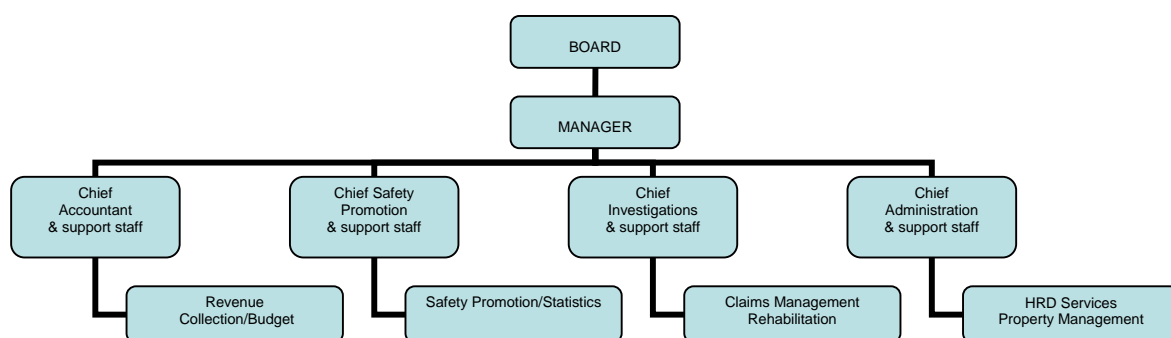 BOARD
MANAGER
Chief
Accountant
& support staff
Chief Safety
Promotion
& support staff
Chief
Investigations
& support staff
Chief
Administration
& support staff
Revenue
Collection/Budget
Safety Promotion/Statistics
Claims Management
Rehabilitation
HRD Services
Property Management